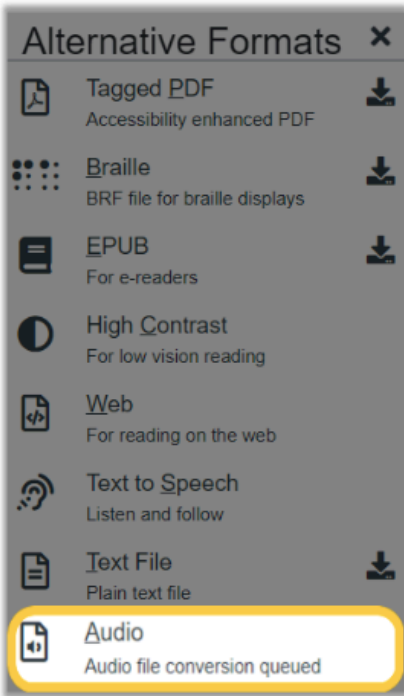 Alternative Formats ×
Tagged PDF
Accessibility enhanced PDF
Braille
BRF file for braille displays
EPUB
For e-readers
High Contrast
For low vision reading
Web
For reading on the web
Text to Speech
Listen and follow
Text File
Plain text file
Audio
Audio file conversion queued